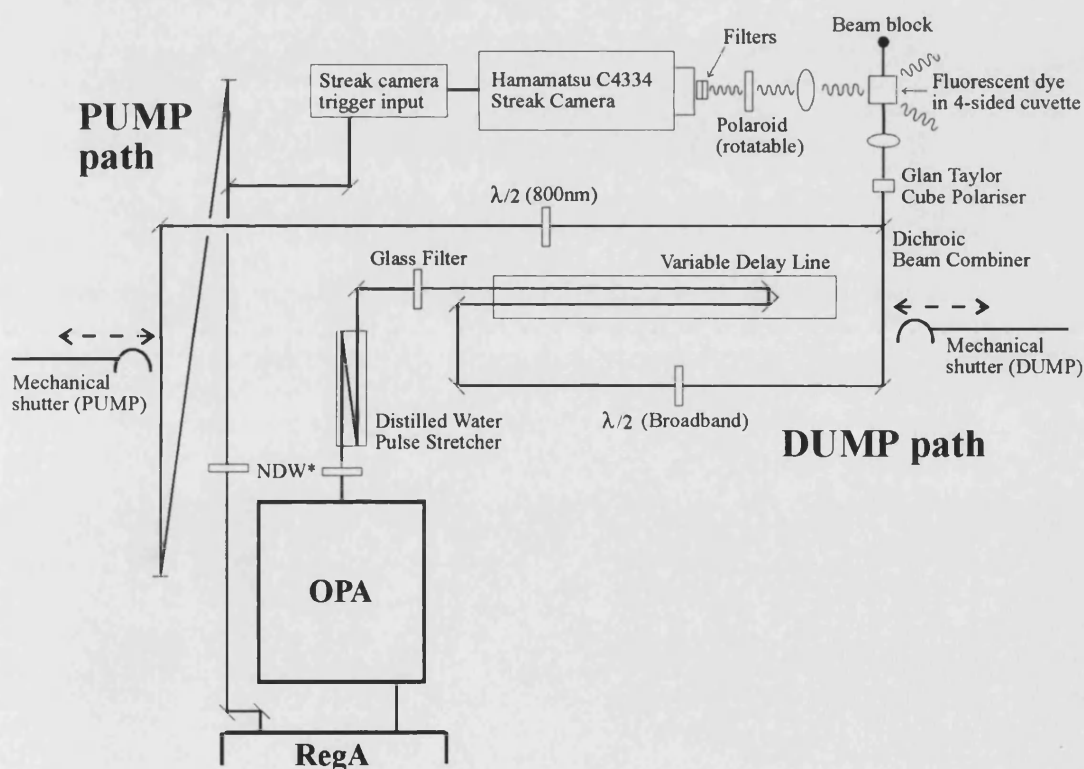 Beam block
Filters
Streak camera
trigger input
Hamamatsu C4334
Streak Camera
Fluorescent dye
in 4-sided cuvette
PUMP
path
Polaroid
(rotatable)
Glan Taylor
Cube Polariser
λ/2 (800nm)
Dichroic
Beam Combiner
Glass Filter
Variable Delay Line
Mechanical
shutter (PUMP)
Mechanical
shutter (DUMP)
λ/2 (Broadband)
Distilled Water
Pulse Stretcher
DUMP path
NDW*
OPA
RegA